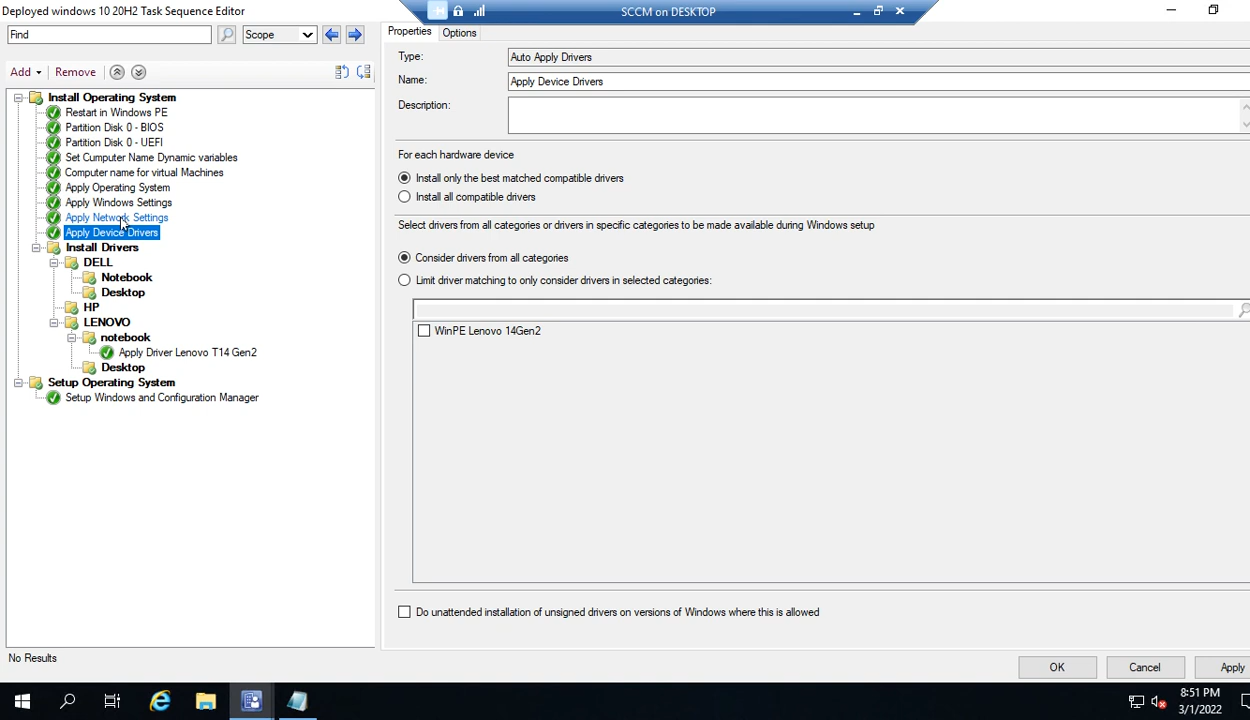 Deployed windows 10 20H2 Task Sequence Editor
SCCM on DESKTOP
Find
Scope
Add
Remove
Install Operating System
Restart in Windows PE
Partition Disk 0 - BIOS
Partition Disk 0 - UEFI
Set Cumputer Name Dynamic variables
Computer name for virtual Machines
Apply Operating System
Apply Windows Settings
Apply Network Settings
Apply Device Drivers
Install Drivers
DELL
Notebook
Desktop
HP
LENOVO
notebook
Apply Driver Lenovo T14 Gen2
Desktop
Setup Operating System
Setup Windows and Configuration Manager
No Results
Properties
Options
Type:
Auto Apply Drivers
Name:
Apply Device Drivers
Description:
For each hardware device
Install only the best matched compatible drivers
Install all compatible drivers
Select drivers from all categories or drivers in specific categories to be made available during Windows setup
Consider drivers from all categories
Limit driver matching to only consider drivers in selected categories:
WinPE Lenovo 14Gen2
Do unattended installation of unsigned drivers on versions of Windows where this is allowed
OK
Cancel
Apply
8:51 PM
3/1/2022